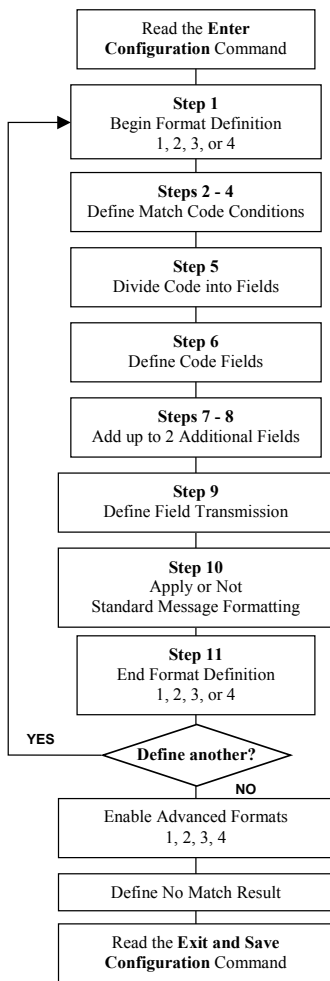 Read the Enter
Configuration Command
Step 1
Begin Format Definition
1, 2, 3, or 4
Steps 2 - 4
Define Match Code Conditions
Step 5
Divide Code into Fields
Step 6
Define Code Fields
Steps 7 - 8
Add up to 2 Additional Fields
Step 9
Define Field Transmission
Step 10
Apply or Not
Standard Message Formatting
Step 11
End Format Definition
1, 2, 3, or 4
YES
Define another?
NO
Enable Advanced Formats
1, 2, 3, 4
Define No Match Result
Read the Exit and Save
Configuration Command